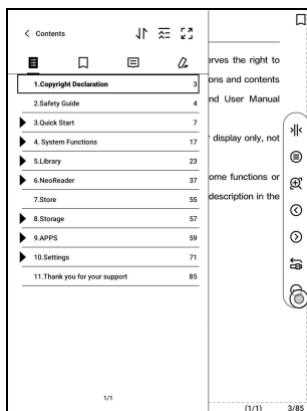 Contents
1.Copyright Declaration 3
2.Safety Guide 4
3.Quick Start 7
4. System Functions 17
5.Library 23
6.NeoReader 37
7.Store 55
8.Storage 57
9.APPS 59
10.Settings 71
11.Thank you for your support 85
1/1
erves the right to
ons and contents
nd User Manual
display only, not
ome functions or
description in the
(1/1) 3/85